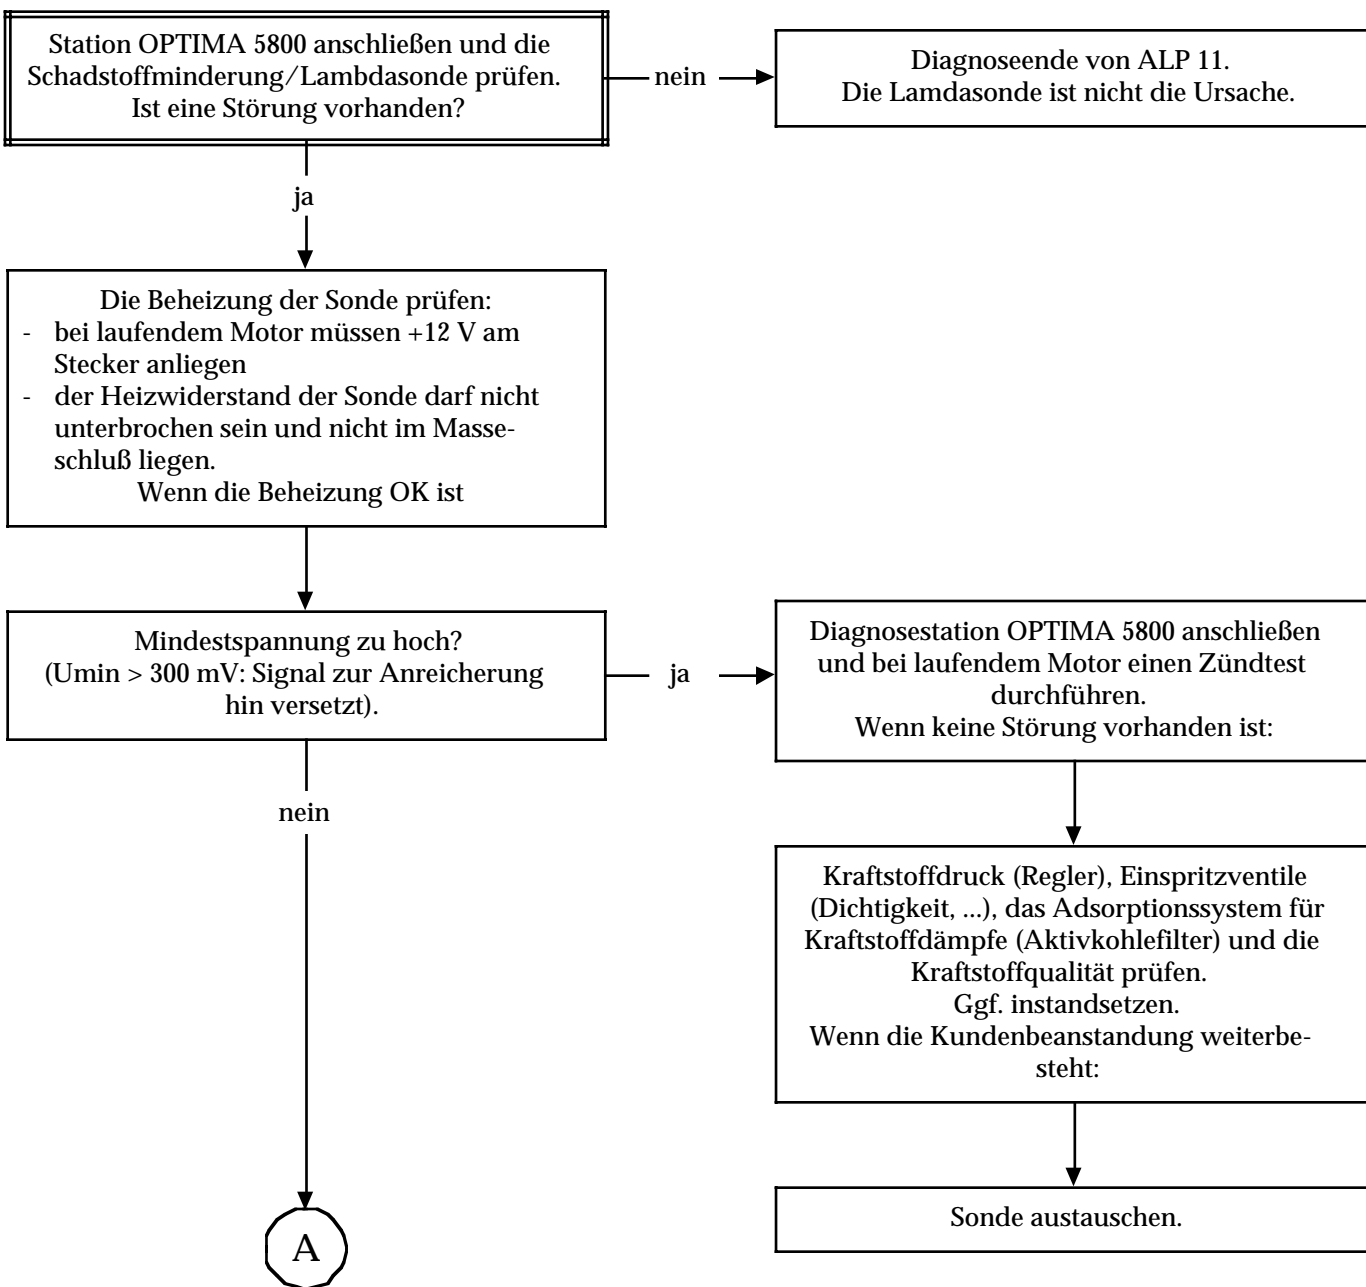 Station OPTIMA 5800 anschließen und die
Schadstoffminderung/Lambdasonde prüfen.
Ist eine Störung vorhanden?
nein
Diagnoseende von ALP 11.
Die Lamdasonde ist nicht die Ursache.
ja
Die Beheizung der Sonde prüfen:
- bei laufendem Motor müssen +12 V am
Stecker anliegen
- der Heizwiderstand der Sonde darf nicht
unterbrochen sein und nicht im Masse-
schluß liegen.
Wenn die Beheizung OK ist
Mindestspannung zu hoch?
(Umin > 300 mV: Signal zur Anreicherung
hin versetzt).
ja
Diagnosestation OPTIMA 5800 anschließen
und bei laufendem Motor einen Zündtest
durchführen.
Wenn keine Störung vorhanden ist:
nein
Kraftstoffdruck (Regler), Einspritzventile
(Dichtigkeit, ...), das Adsorptionssystem für
Kraftstoffdämpfe (Aktivkohlefilter) und die
Kraftstoffqualität prüfen.
Ggf. instandsetzen.
Wenn die Kundenbeanstandung weiterbe-
steht:
Sonde austauschen.
A